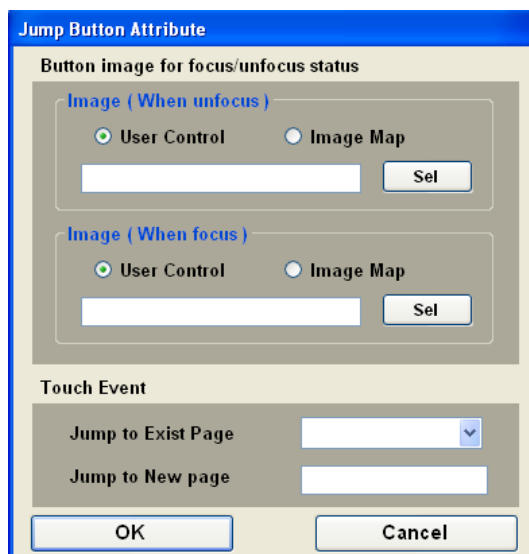 Jump Button Attribute
Button image for focus/unfocus status
Image ( When unfocus )
User Control Image Map
Sel
Image ( When focus )
User Control Image Map
Sel
Touch Event
Jump to Exist Page
Jump to New page
OK Cancel